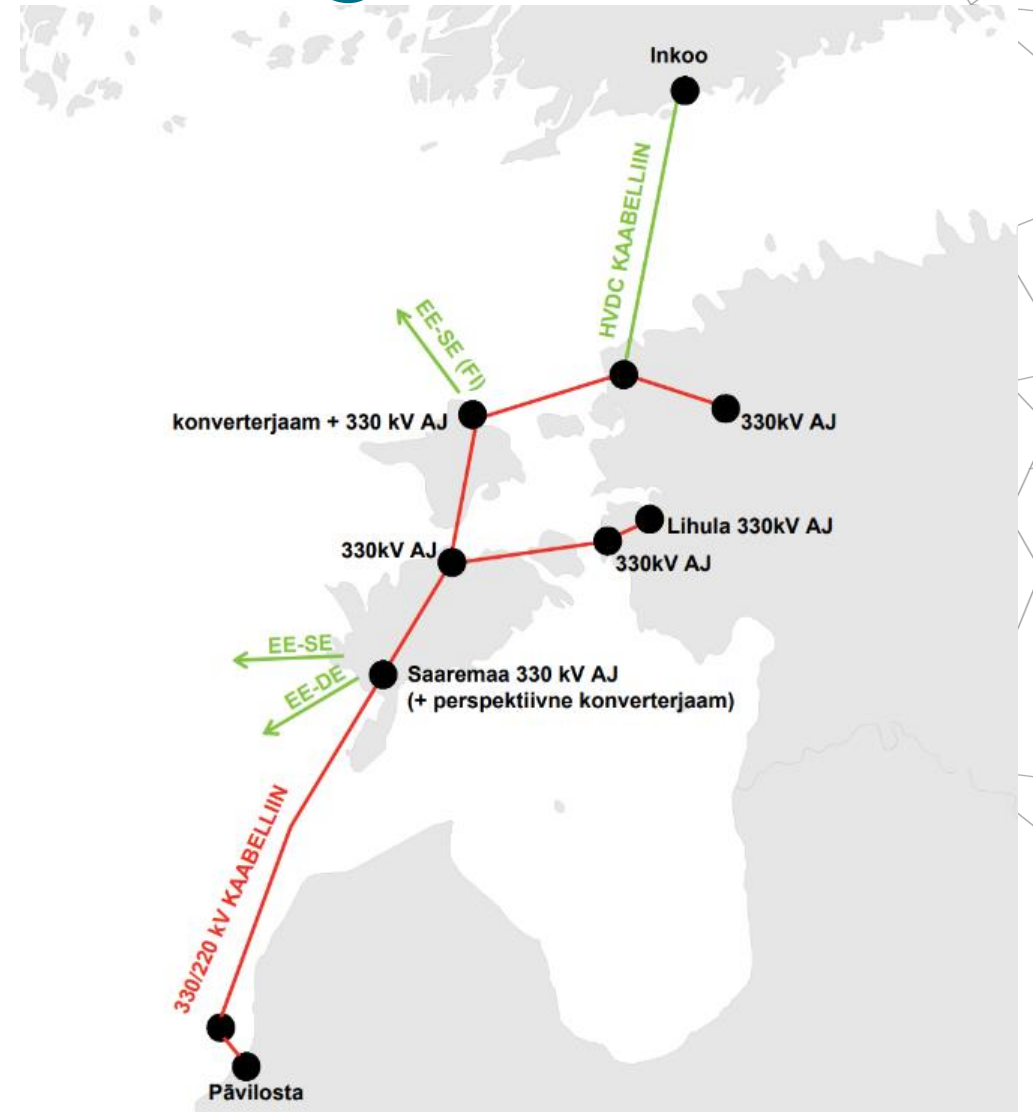 Inkoo
HVDC KAABELLIIN
EE-SE (FI)
konverterjaam + 330 kV AJ
330kV AJ
Lihula 330kV AJ
330kV AJ
330kV AJ
EE-SE
EE-DE
Saaremaa 330 kV AJ
(+ perspektiivne konverterjaam)
330/220 kV KAABELLIIN
Pāvilosta